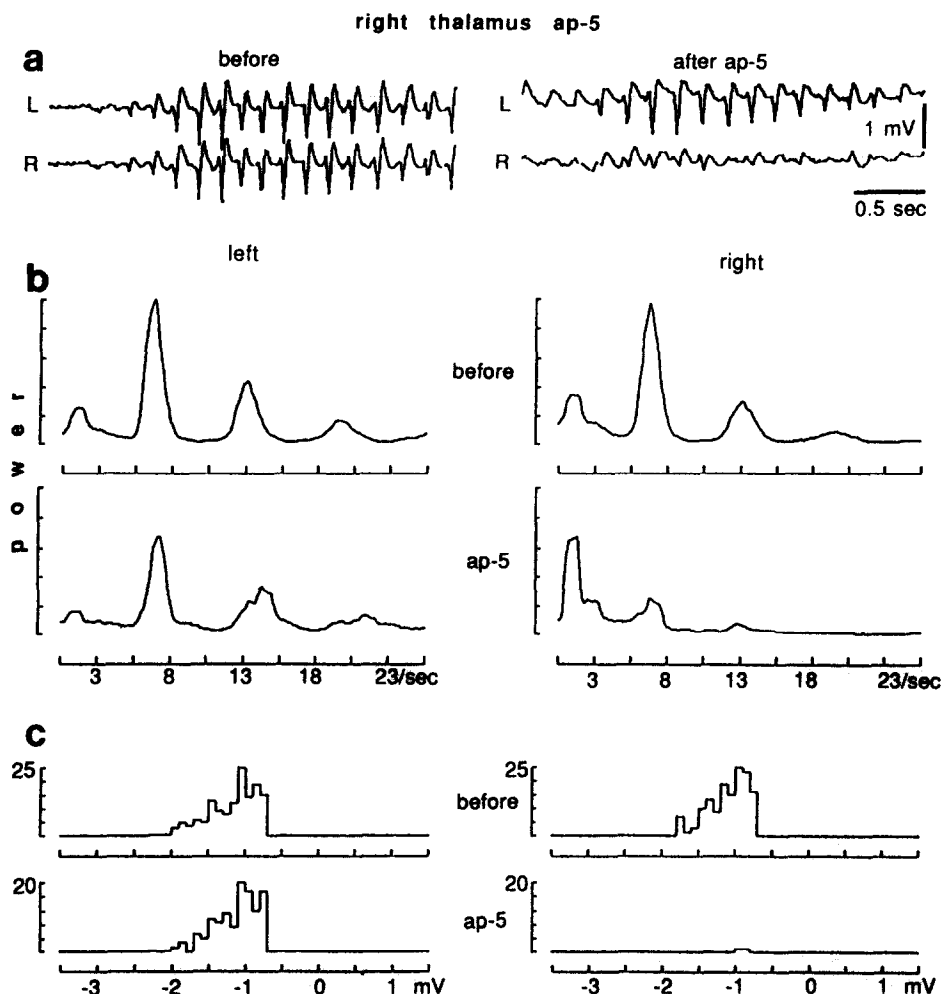 right thalamus ap-5
a
before
after ap-5
L
L
1 mV
R
R
0.5 sec
b
left
right
before
power
ap-5
3 8 13 18 23/sec
3 8 13 18 23/sec
c
25
before
25
20
ap-5
20
-3 -2 -1 0 1 mV
-3 -2 -1 0 1 mV